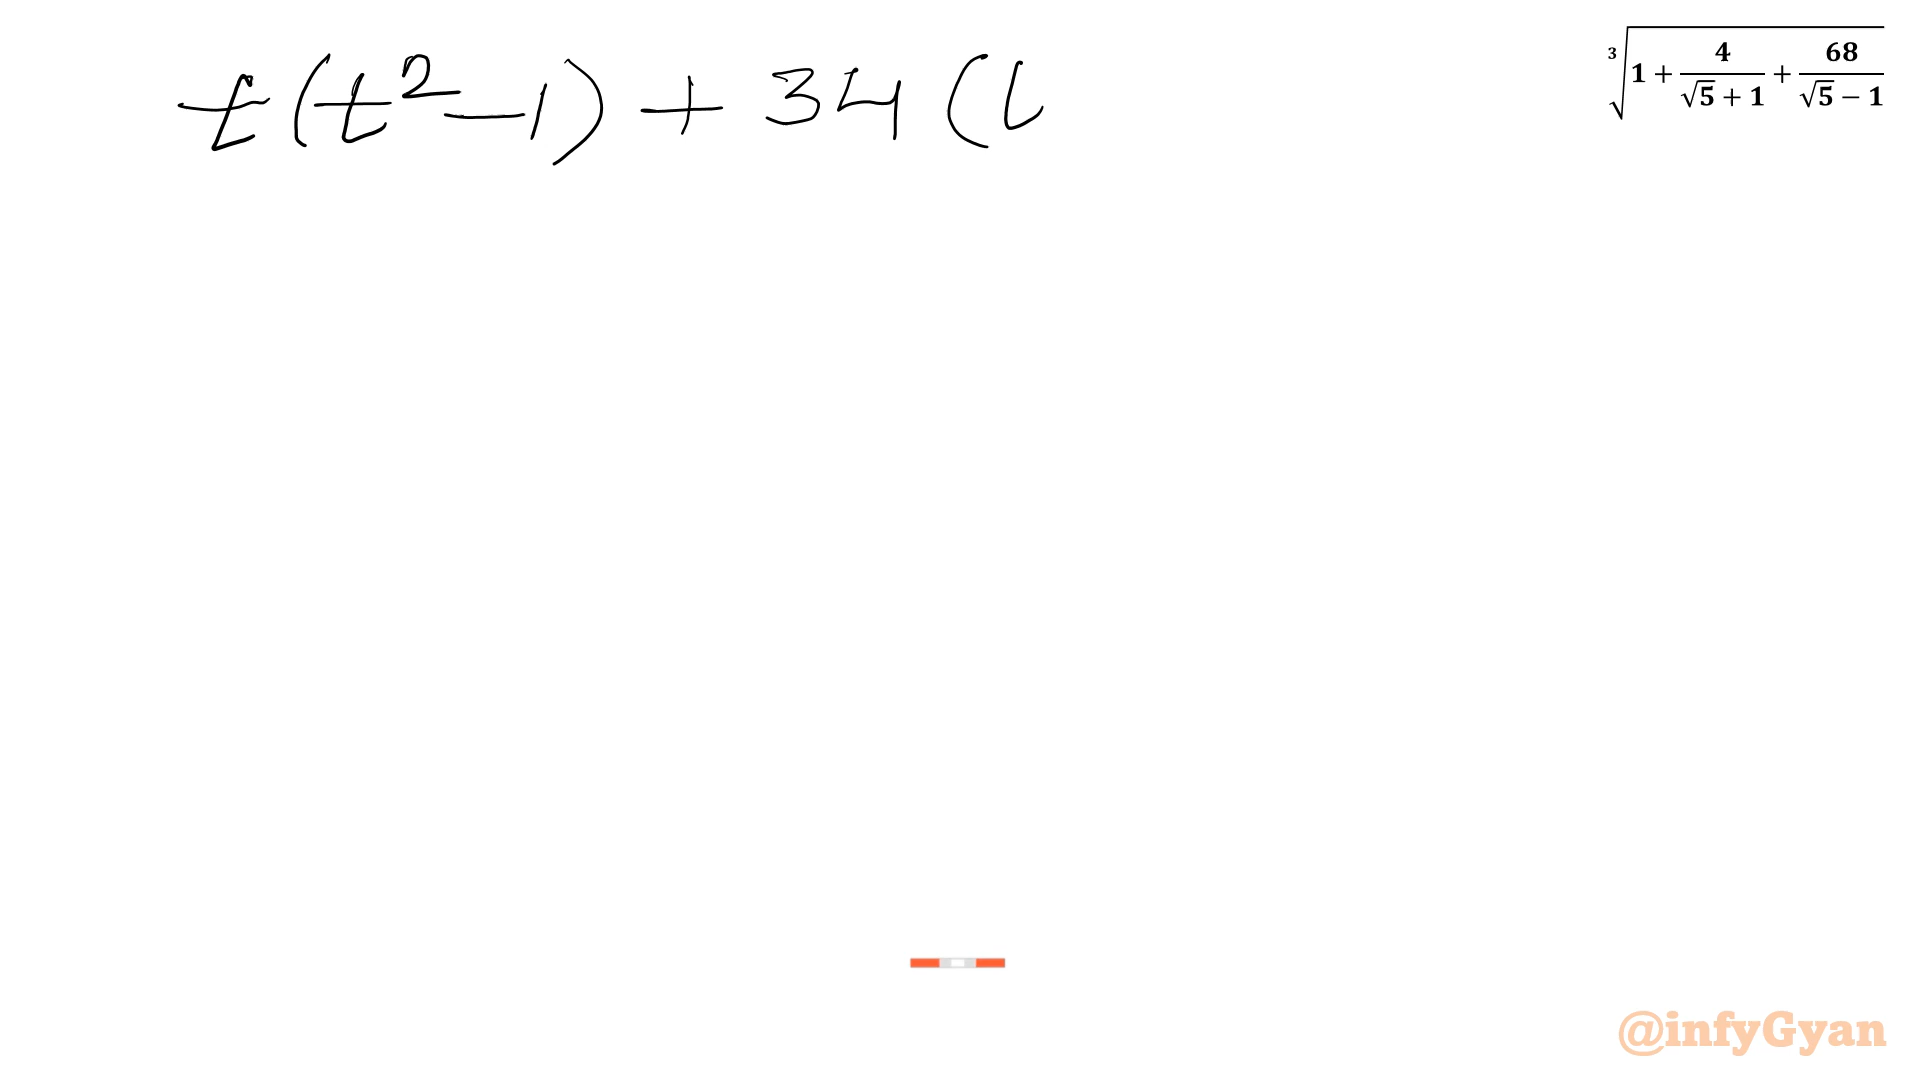 t(t²-1) + 34(
∛(1 + 4/(√5 + 1) + 68/(√5 − 1))
@infyGyan